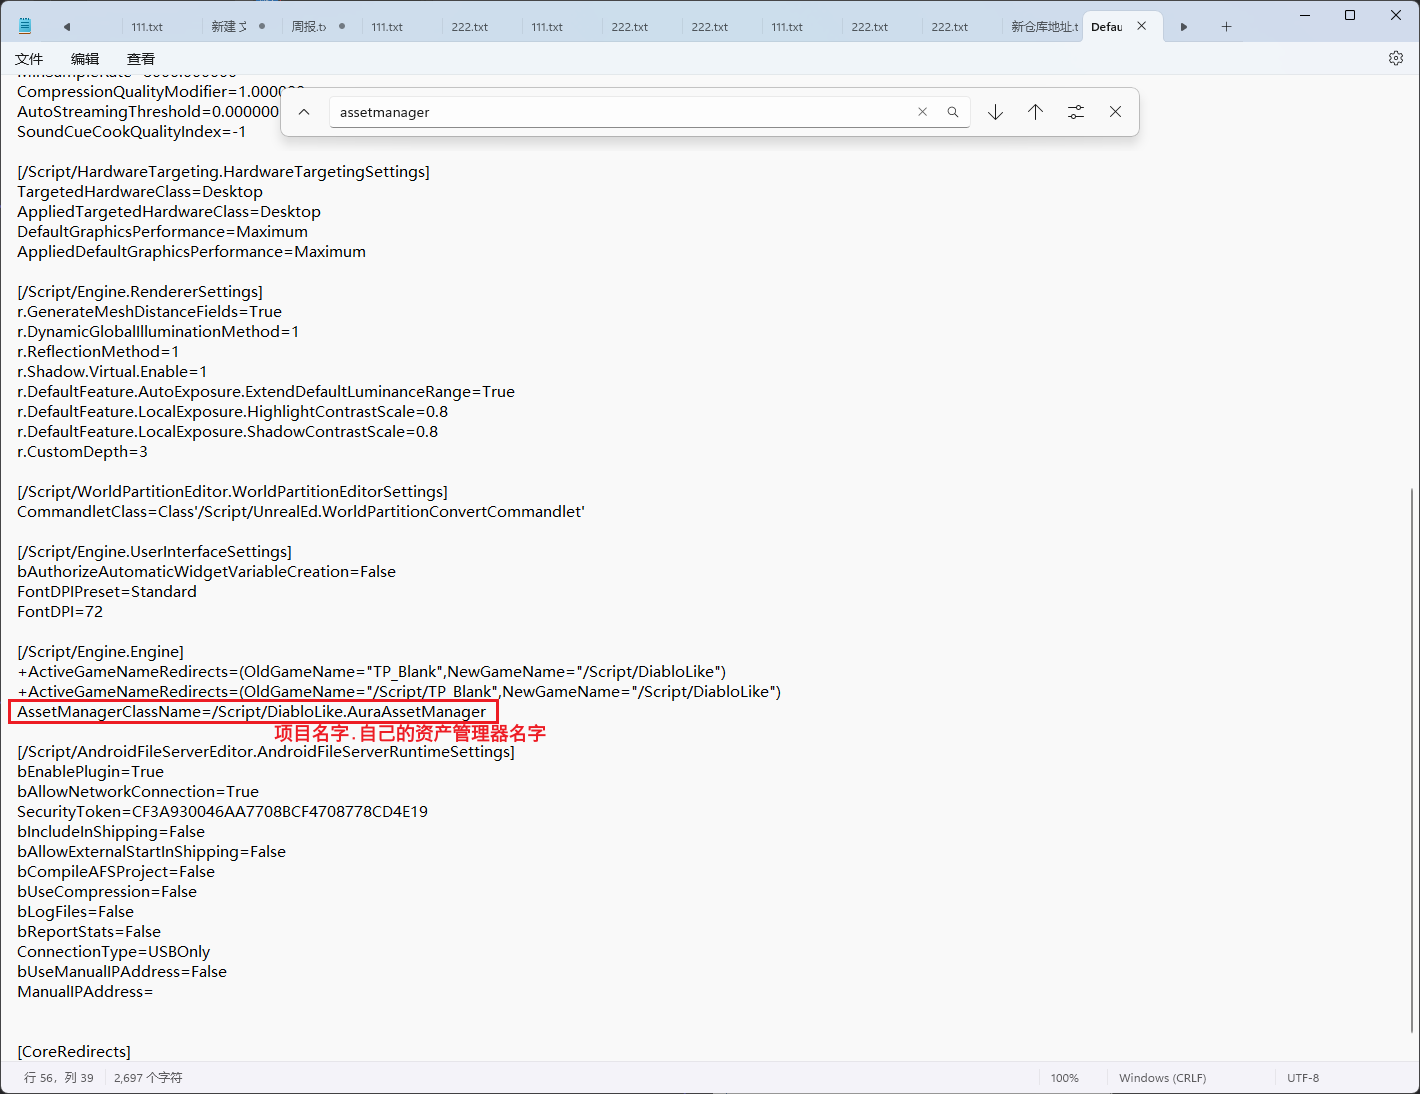 111.txt
新建 文
周报.tx
111.txt
222.txt
111.txt
222.txt
222.txt
111.txt
222.txt
222.txt
新仓库地址.t
Defau
文件
编辑
查看
CompressionQualityModifier=1.000000
AutoStreamingThreshold=0.000000
SoundCueCookQualityIndex=-1
assetmanager
[/Script/HardwareTargeting.HardwareTargetingSettings]
TargetedHardwareClass=Desktop
AppliedTargetedHardwareClass=Desktop
DefaultGraphicsPerformance=Maximum
AppliedDefaultGraphicsPerformance=Maximum
[/Script/Engine.RendererSettings]
r.GenerateMeshDistanceFields=True
r.DynamicGlobalIlluminationMethod=1
r.ReflectionMethod=1
r.Shadow.Virtual.Enable=1
r.DefaultFeature.AutoExposure.ExtendDefaultLuminanceRange=True
r.DefaultFeature.LocalExposure.HighlightContrastScale=0.8
r.DefaultFeature.LocalExposure.ShadowContrastScale=0.8
r.CustomDepth=3
[/Script/WorldPartitionEditor.WorldPartitionEditorSettings]
CommandletClass=Class'/Script/UnrealEd.WorldPartitionConvertCommandlet'
[/Script/Engine.UserInterfaceSettings]
bAuthorizeAutomaticWidgetVariableCreation=False
FontDPIPreset=Standard
FontDPI=72
[/Script/Engine.Engine]
+ActiveGameNameRedirects=(OldGameName="TP_Blank",NewGameName="/Script/DiabloLike")
+ActiveGameNameRedirects=(OldGameName="/Script/TP_Blank",NewGameName="/Script/DiabloLike")
AssetManagerClassName=/Script/DiabloLike.AuraAssetManager
项目名字.自己的资产管理器名字
[/Script/AndroidFileServerEditor.AndroidFileServerRuntimeSettings]
bEnablePlugin=True
bAllowNetworkConnection=True
SecurityToken=CF3A930046AA7708BCF4708778CD4E19
bIncludeInShipping=False
bAllowExternalStartInShipping=False
bCompileAFSProject=False
bUseCompression=False
bLogFiles=False
bReportStats=False
ConnectionType=USBOnly
bUseManualIPAddress=False
ManualIPAddress=
[CoreRedirects]
行 56，列 39
2,697 个字符
100%
Windows (CRLF)
UTF-8